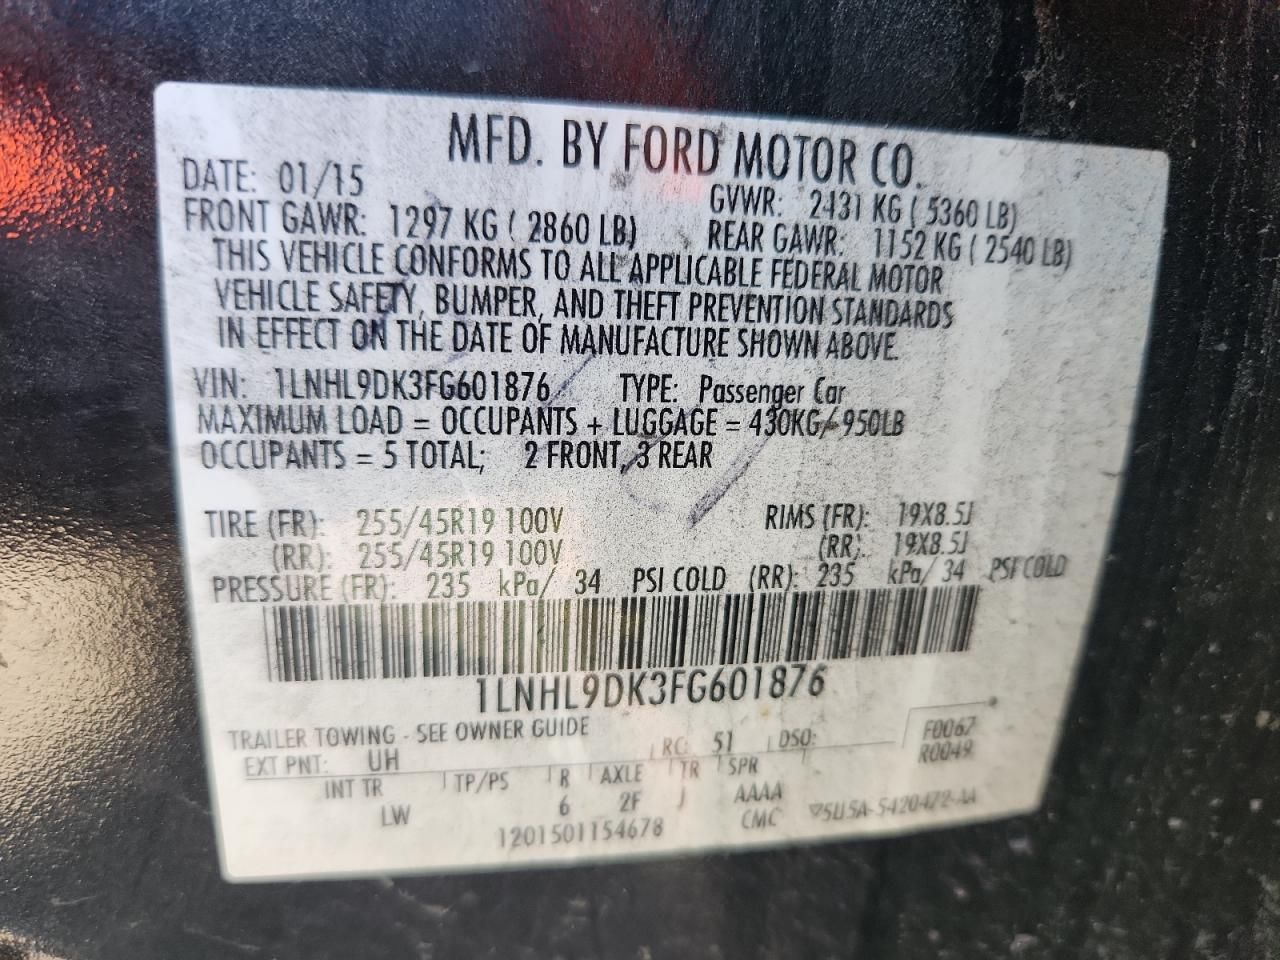 MFD. BY FORD MOTOR CO.
DATE: 01/15 GVWR: 2431 KG ( 5360 LB)
FRONT GAWR: 1297 KG ( 2860 LB) REAR GAWR: 1152 KG ( 2540 LB)
THIS VEHICLE CONFORMS TO ALL APPLICABLE FEDERAL MOTOR
VEHICLE SAFETY, BUMPER, AND THEFT PREVENTION STANDARDS
IN EFFECT ON THE DATE OF MANUFACTURE SHOWN ABOVE.
VIN: 1LNHL9DK3FG601876 TYPE: Passenger Car
MAXIMUM LOAD = OCCUPANTS + LUGGAGE = 430KG/ 950LB
OCCUPANTS = 5 TOTAL; 2 FRONT, 3 REAR
TIRE (FR): 255/45R19 100V RIMS (FR): 19X8.5J
(RR): 255/45R19 100V (RR): 19X8.5J
PRESSURE (FR): 235 kPa/ 34 PSI COLD (RR): 235 kPa/ 34 PSI COLD
1LNHL9DK3FG601876
TRAILER TOWING - SEE OWNER GUIDE F0067
EXT PNT: UH RC: 51 DSO: R0049
INT TR TP/PS R AXLE TR SPR
LW 6 2F J AAAA
1201501154678 CMC